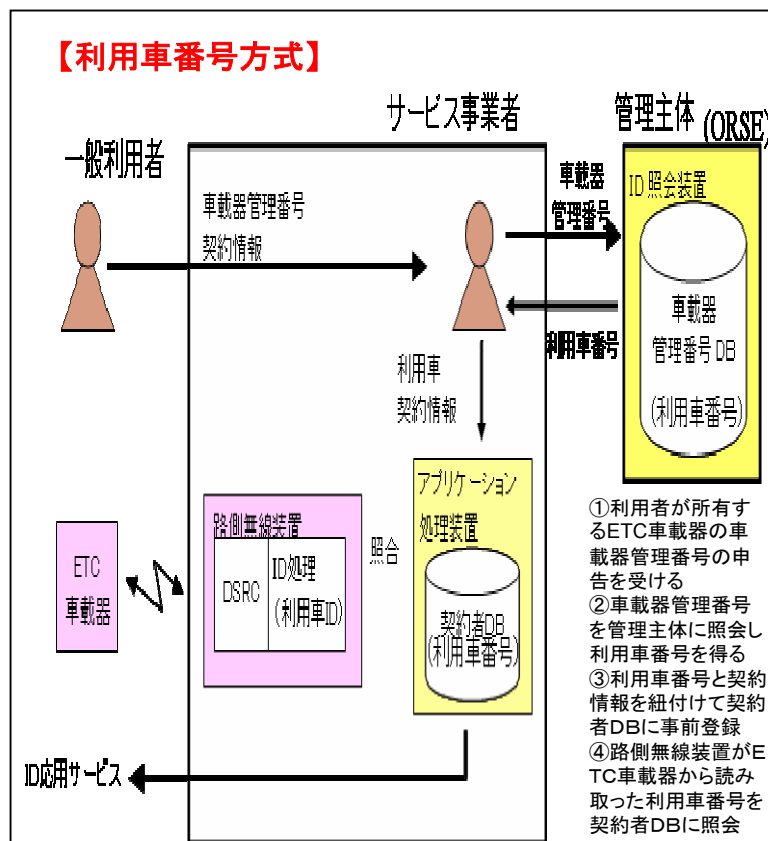 【利用車番号方式】
サービス事業者
管理主体 (ORSE)
一般利用者
車載器
管理番号
ID 照会装置
車載器管理番号
契約情報
車載器
管理番号 DB
(利用車番号)
利用車番号
利用車
契約情報
アプリケーション
処理装置
契約者DB
(利用車番号)
路側無線装置
DSRC
ID処理
(利用車ID)
照合
ETC
車載器
ID応用サービス
①利用者が所有す
るETC車載器の車
載器管理番号の申
告を受ける
②車載器管理番号
を管理主体に照会し
利用車番号を得る
③利用車番号と契約
情報を紐付けて契約
者DBに事前登録
④路側無線装置がE
TC車載器から読み
取った利用車番号を
契約者DBに照会